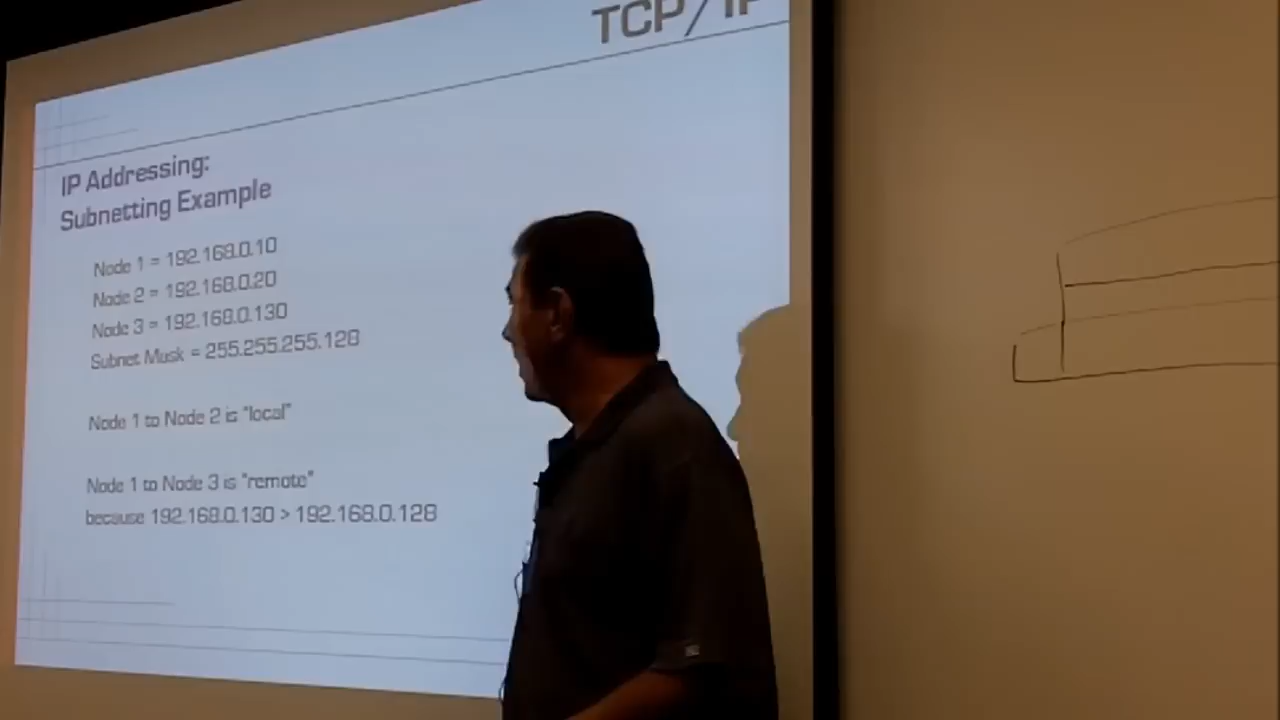 TCP/IP
IP Addressing:
Subnetting Example
Node 1 = 192.168.0.10
Node 2 = 192.168.0.20
Node 3 = 192.168.0.130
Subnet Mask = 255.255.255.128
Node 1 to Node 2 is "local"
Node 1 to Node 3 is "remote"
because 192.168.0.130 > 192.168.0.128